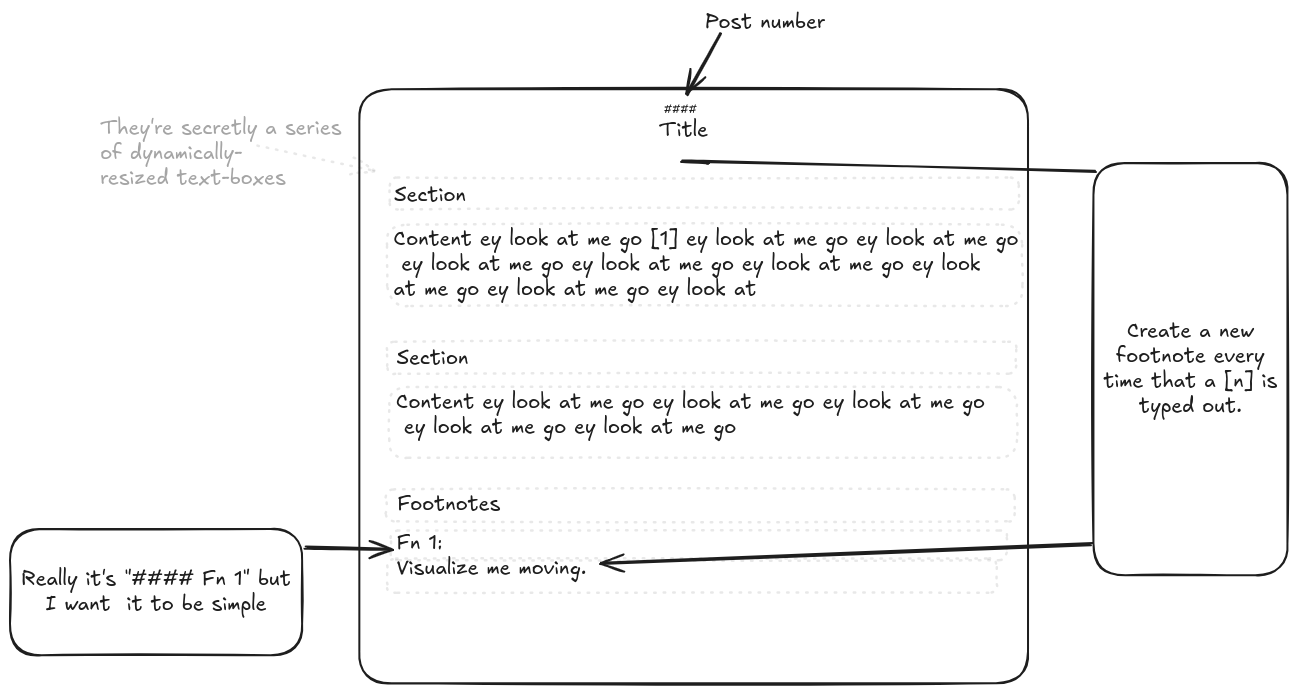 Post number
####
Title
They're secretly a series
of dynamically-
resized text-boxes
Section
Content ey look at me go [1] ey look at me go ey look at me go
ey look at me go ey look at me go ey look at me go ey look
at me go ey look at me go ey look at
Section
Content ey look at me go ey look at me go ey look at me go
ey look at me go ey look at me go
Footnotes
Fn 1:
Visualize me moving.
Create a new
footnote every
time that a [n] is
typed out.
Really it's "#### Fn 1" but
I want it to be simple